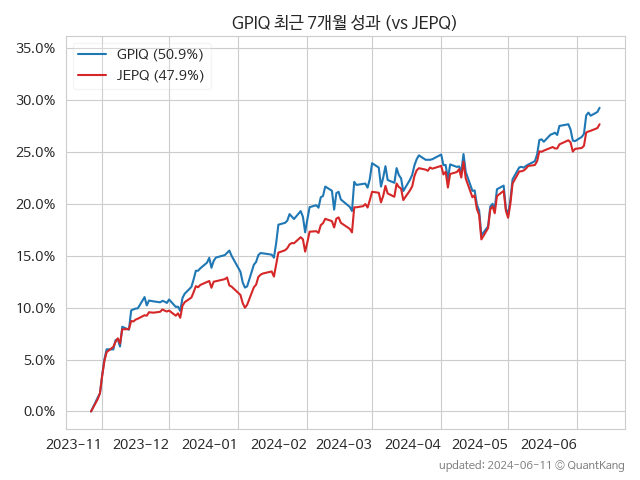 GPIQ 최근 7개월 성과 (vs JEPQ)
GPIQ (50.9%)
JEPQ (47.9%)
35.0%
30.0%
25.0%
20.0%
15.0%
10.0%
5.0%
0.0%
2023−11 2023−12 2024−01 2024−02 2024−03 2024−04 2024−05 2024−06
updated: 2024-06-11 © QuantKang